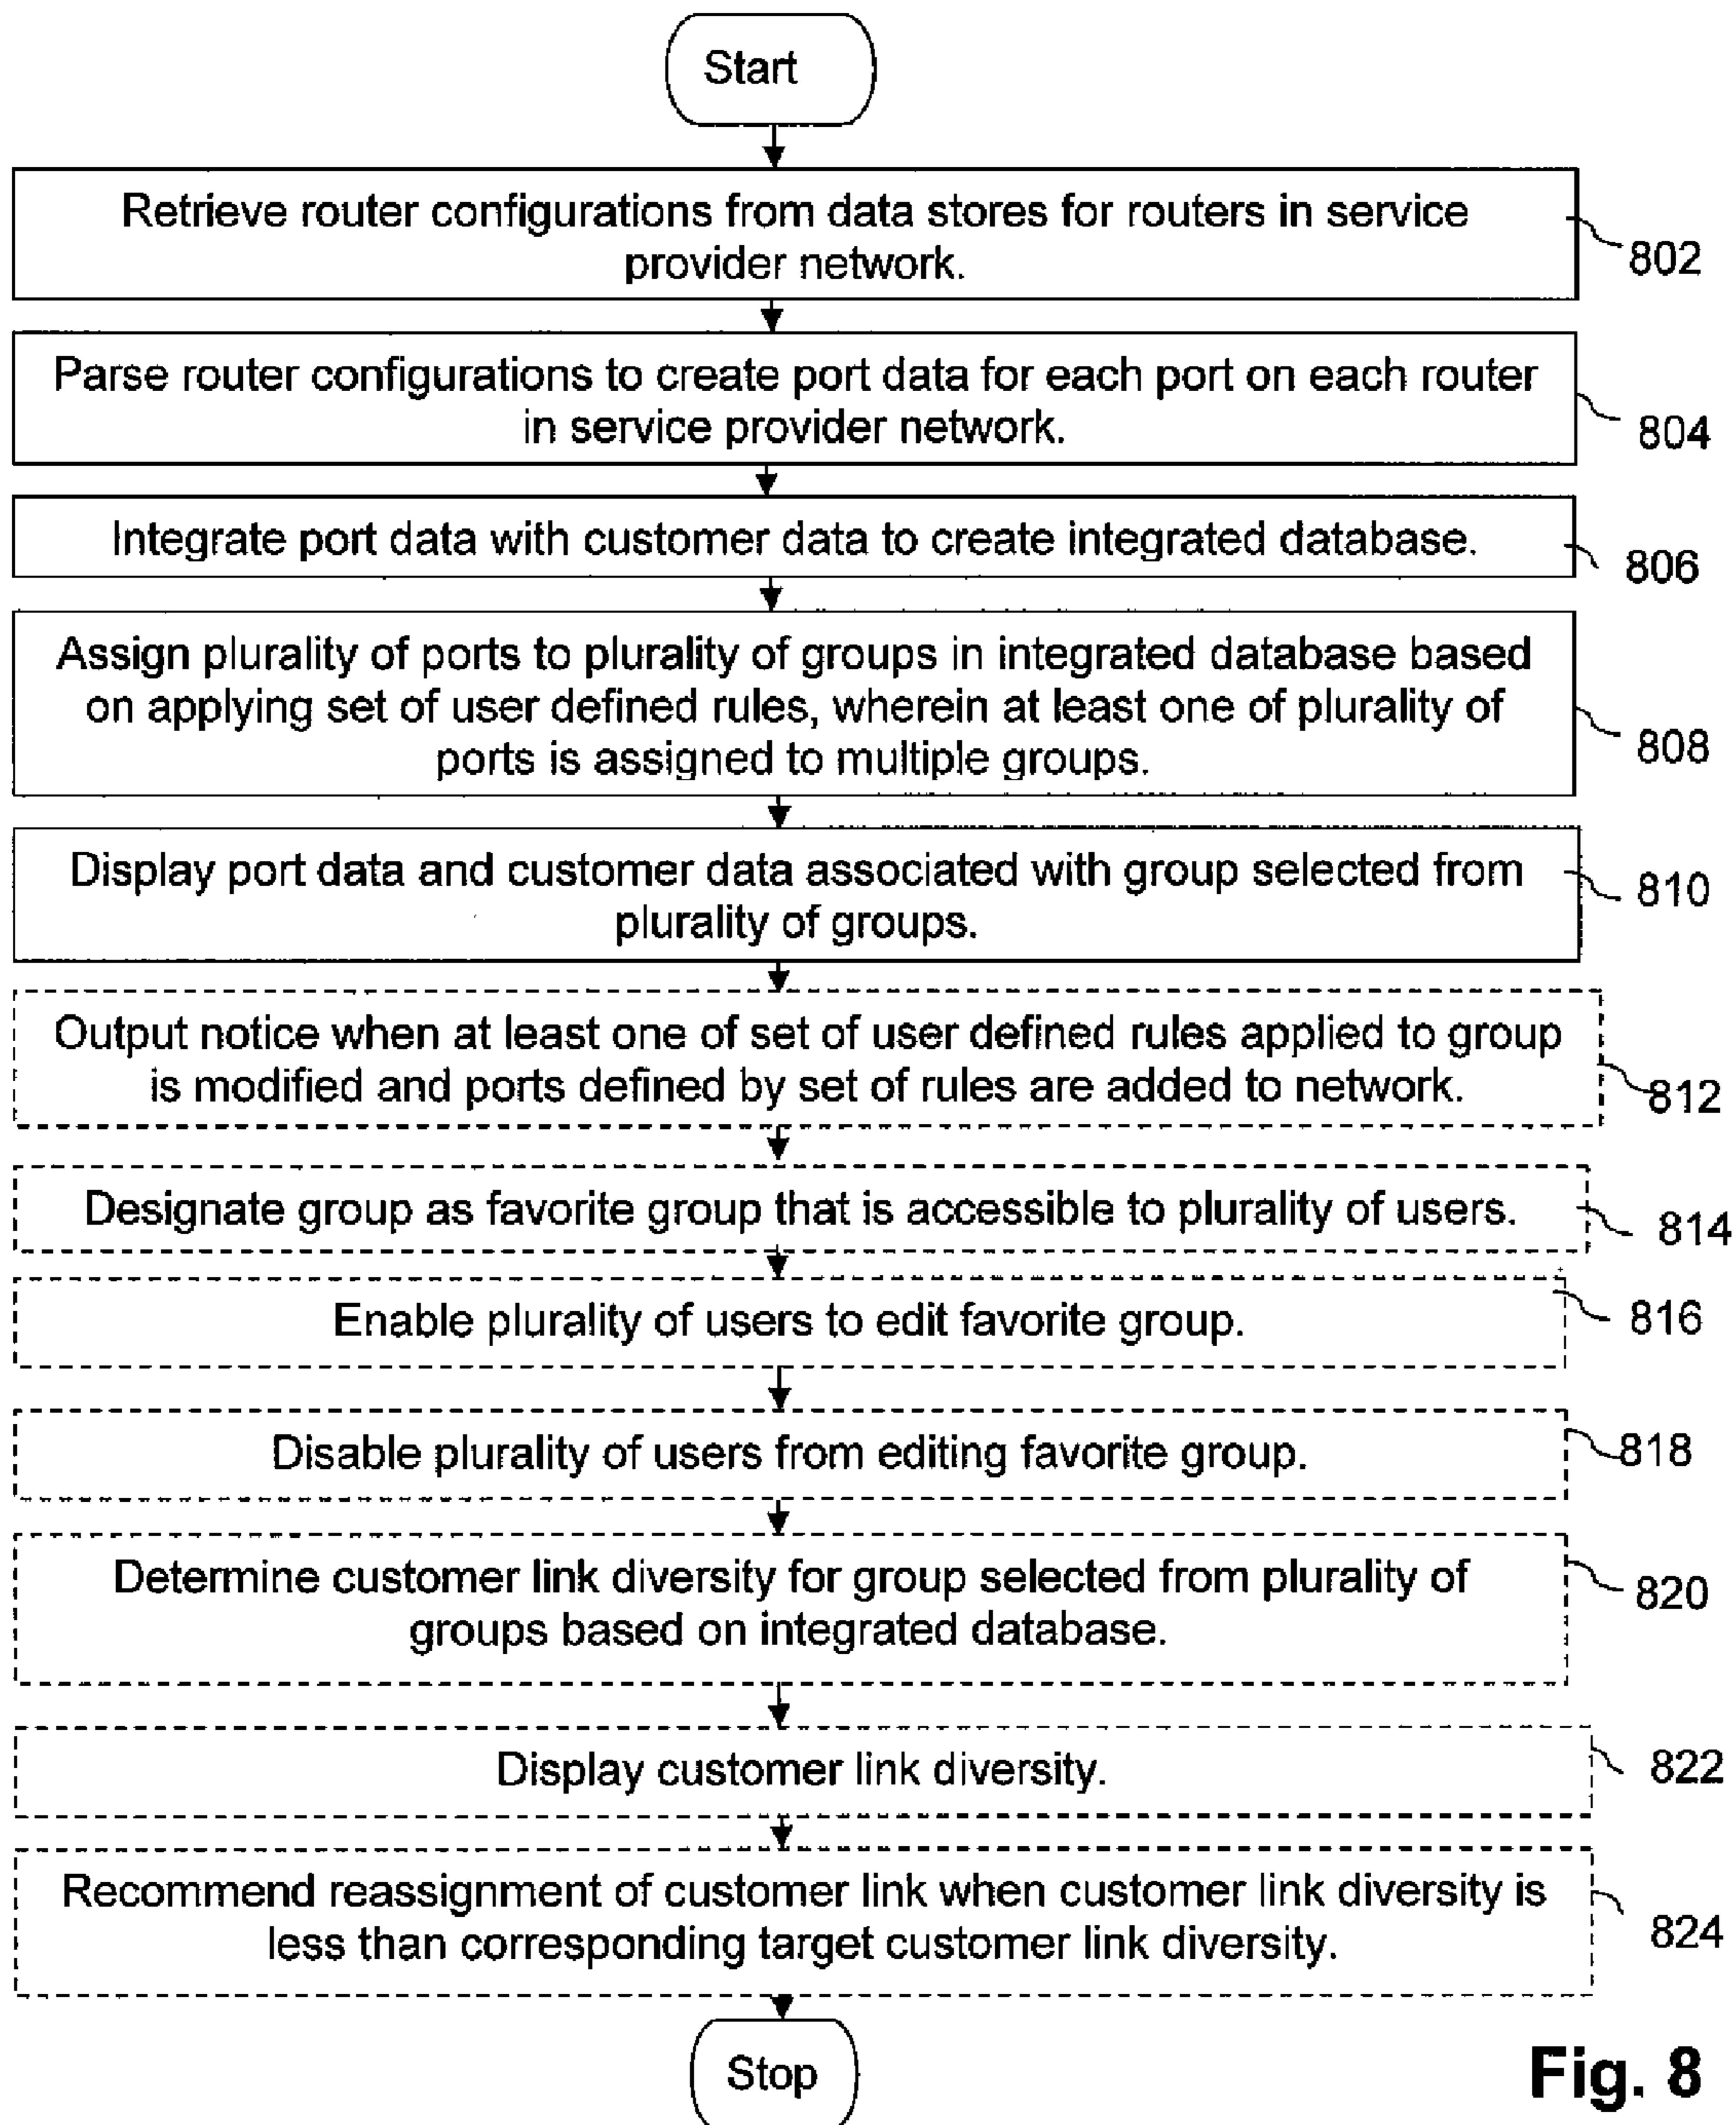 Start
Retrieve router configurations from data stores for routers in service
provider network.
802
Parse router configurations to create port data for each port on each router
in service provider network.
804
Integrate port data with customer data to create integrated database.
806
Assign plurality of ports to plurality of groups in integrated database based
on applying set of user defined rules, wherein at least one of plurality of
ports is assigned to multiple groups.
808
Display port data and customer data associated with group selected from
plurality of groups.
810
Output notice when at least one of set of user defined rules applied to group
is modified and ports defined by set of rules are added to network.
812
Designate group as favorite group that is accessible to plurality of users.
814
Enable plurality of users to edit favorite group.
816
Disable plurality of users from editing favorite group.
818
Determine customer link diversity for group selected from plurality of
groups based on integrated database.
820
Display customer link diversity.
822
Recommend reassignment of customer link when customer link diversity is
less than corresponding target customer link diversity.
824
Stop
Fig. 8